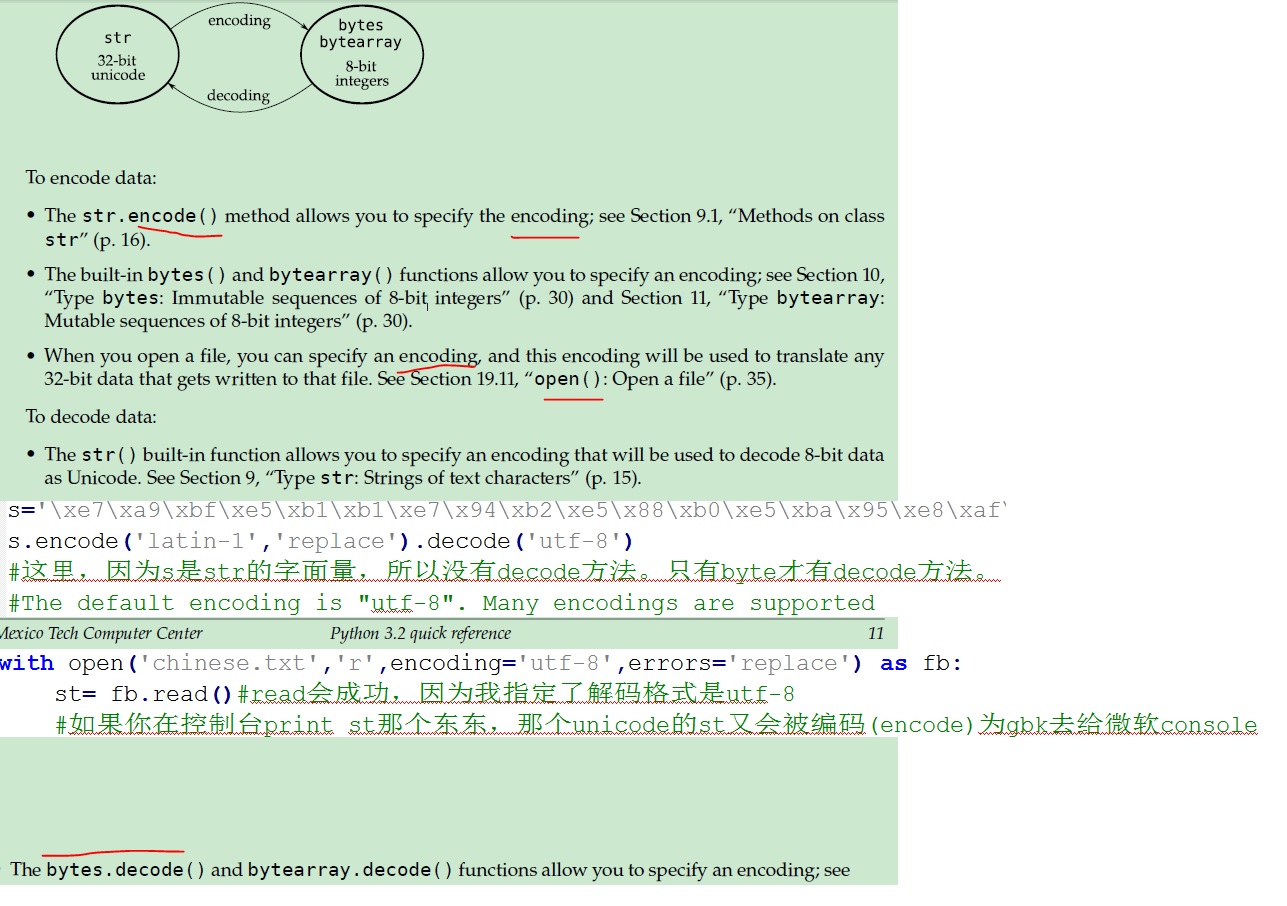 encoding
str
32-bit
unicode
bytes
bytearray
8-bit
integers
decoding
To encode data:
• The str.encode() method allows you to specify the encoding; see Section 9.1, “Methods on class
str” (p. 16).
• The built-in bytes() and bytearray() functions allow you to specify an encoding; see Section 10,
“Type bytes: Immutable sequences of 8-bit integers” (p. 30) and Section 11, “Type bytearray:
Mutable sequences of 8-bit integers” (p. 30).
• When you open a file, you can specify an encoding, and this encoding will be used to translate any
32-bit data that gets written to that file. See Section 19.11, “open(): Open a file” (p. 35).
To decode data:
• The str() built-in function allows you to specify an encoding that will be used to decode 8-bit data
as Unicode. See Section 9, “Type str: Strings of text characters” (p. 15).
s='\xe7\xa9\xbf\xe5\xb1\xb1\xe7\x94\xb2\xe5\x88\xb0\xe5\xba\x95\xe8\xaf'
s.encode('latin-1','replace').decode('utf-8')
#这里，因为s是str的字面量，所以没有decode方法。只有byte才有decode方法。
#The default encoding is "utf-8". Many encodings are supported
Mexico Tech Computer Center Python 3.2 quick reference 11
with open('chinese.txt','r',encoding='utf-8',errors='replace') as fb:
st= fb.read()#read会成功，因为我指定了解码格式是utf-8
#如果你在控制台print st那个东东，那个unicode的st又会被编码(encode)为gbk去给微软console
The bytes.decode() and bytearray.decode() functions allow you to specify an encoding; see